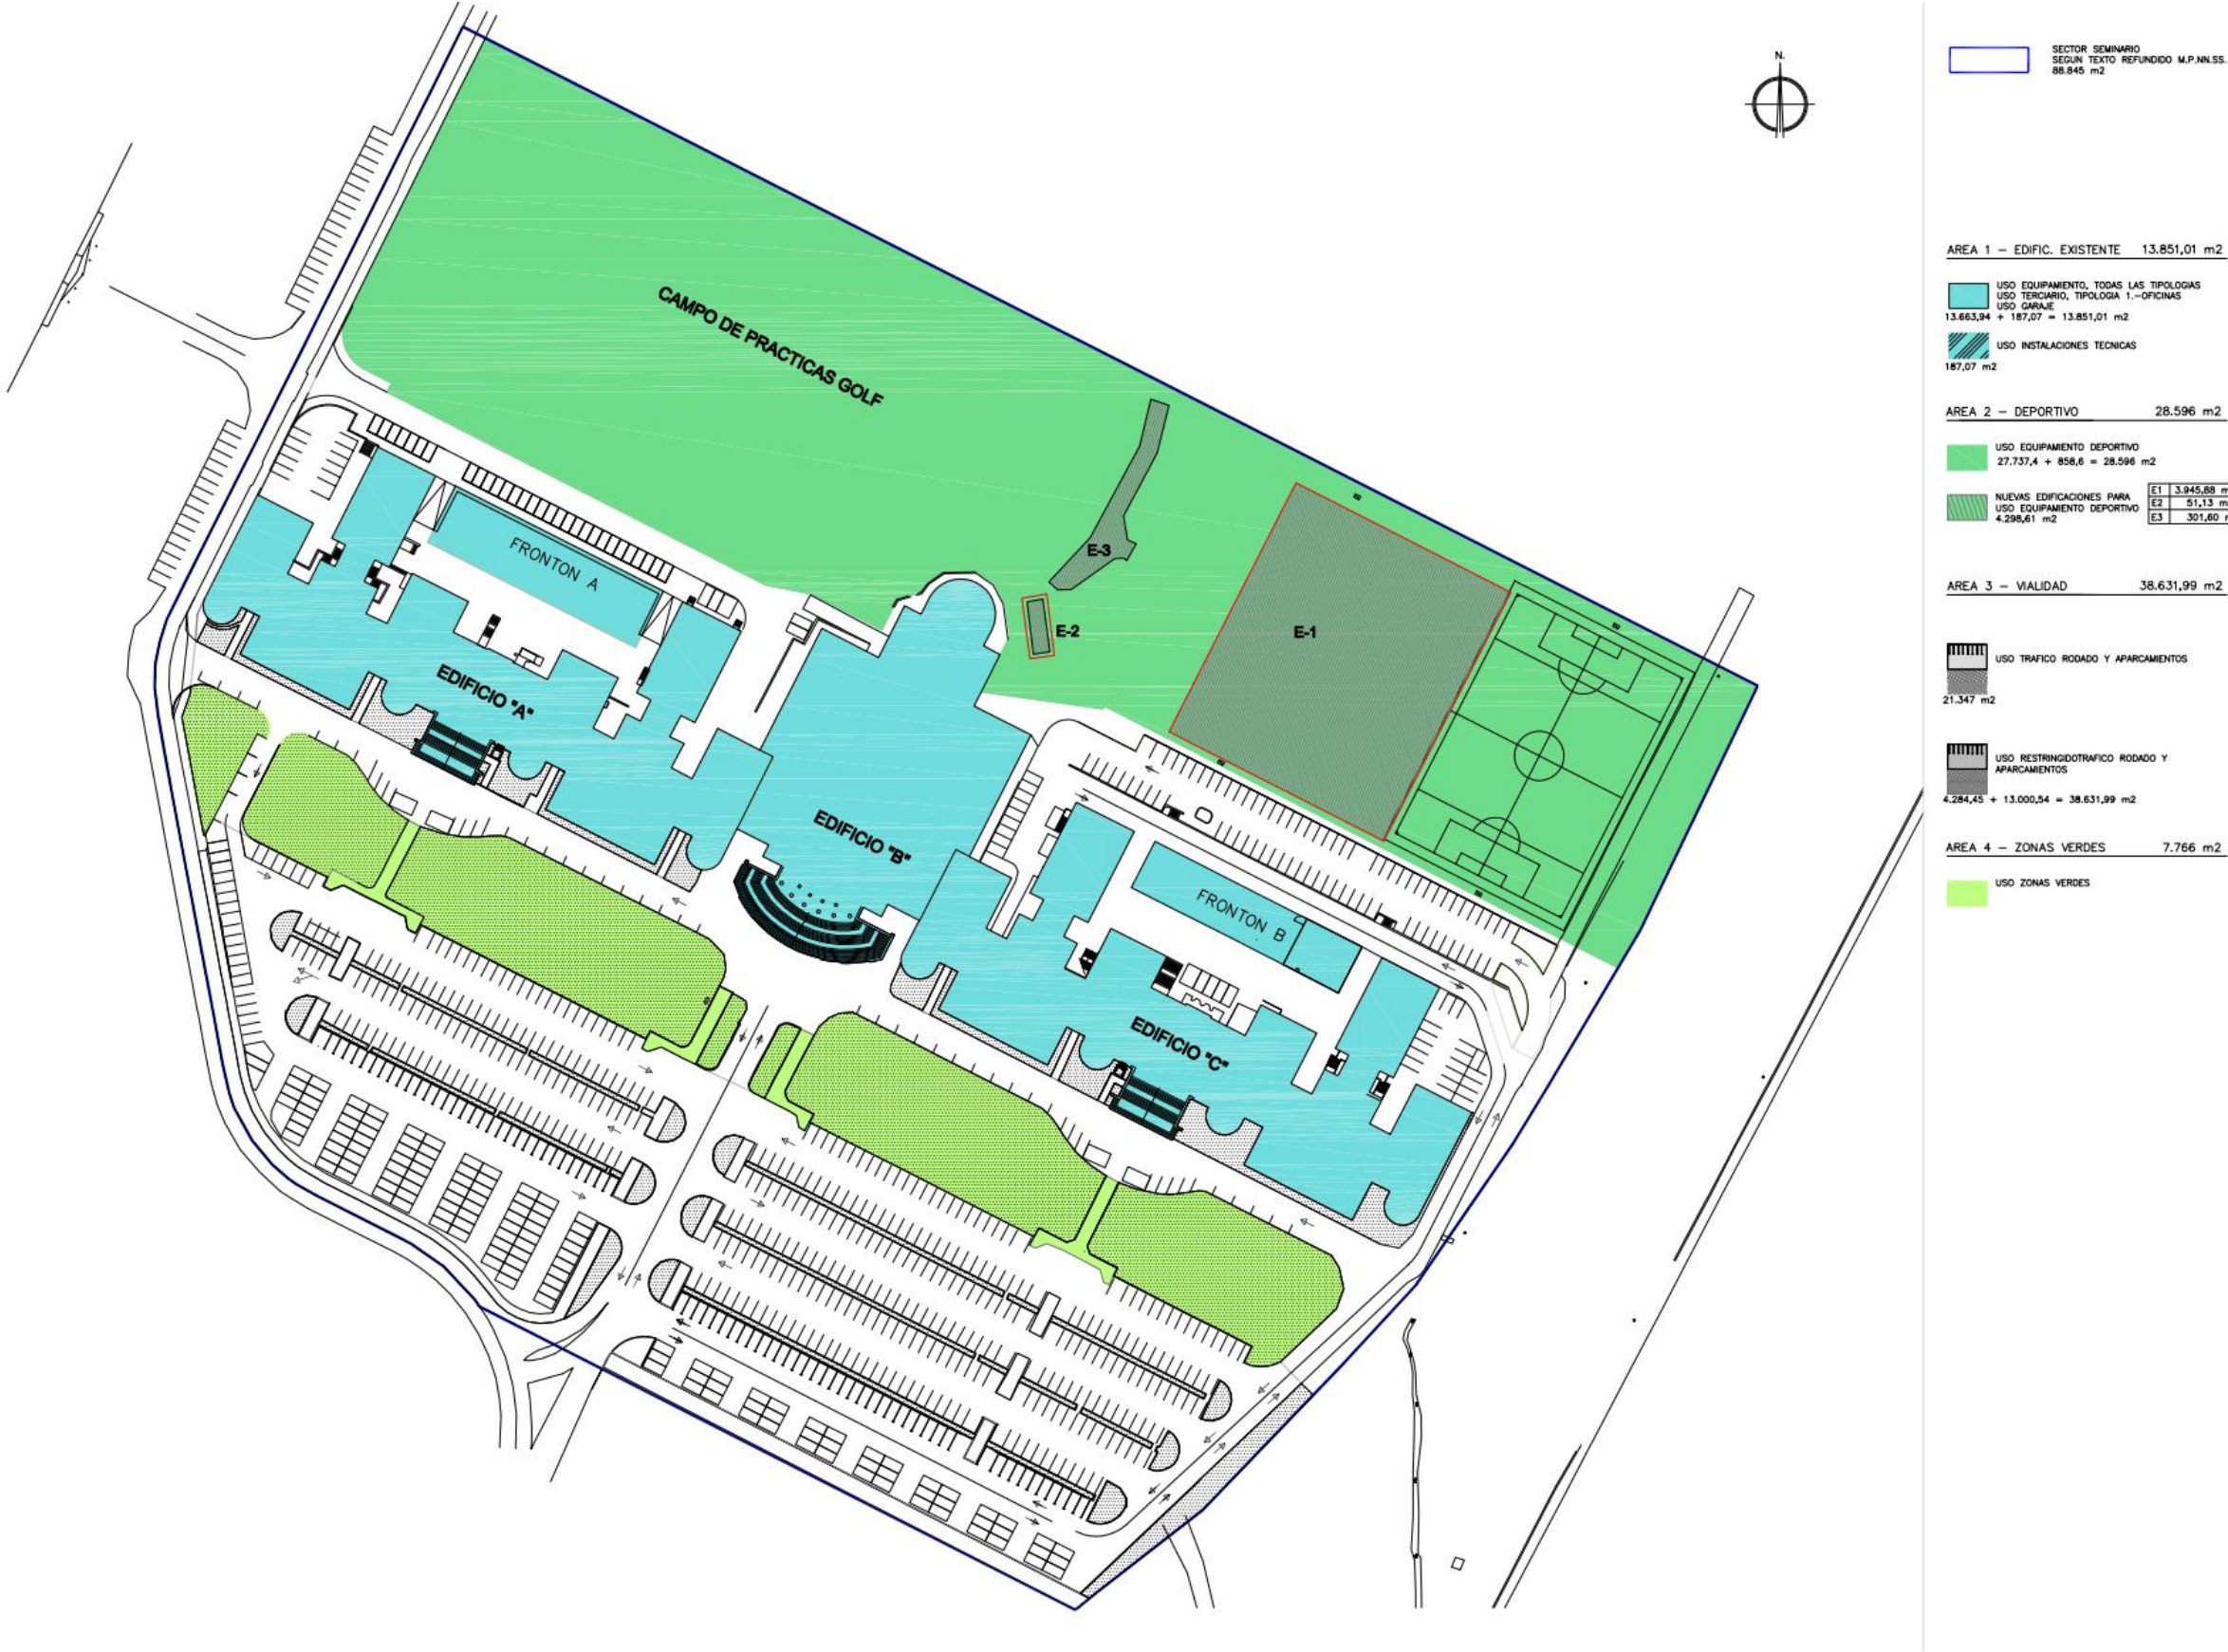 N.
CAMPO DE PRACTICAS GOLF
FRONTON A
E-3
E-2
E-1
EDIFICIO "A"
EDIFICIO "B"
FRONTON B
EDIFICIO "C"
SECTOR SEMINARIO
SEGUN TEXTO REFUNDIDO M.P.NN.SS.
88.845 m2
AREA 1 – EDIFIC. EXISTENTE 13.851,01 m2
USO EQUIPAMIENTO, TODAS LAS TIPOLOGIAS
USO TERCIARIO, TIPOLOGIA 1.–OFICINAS
USO GARAJE
13.663,94 + 187,07 = 13.851,01 m2
USO INSTALACIONES TECNICAS
187,07 m2
AREA 2 – DEPORTIVO 28.596 m2
USO EQUIPAMIENTO DEPORTIVO
27.737,4 + 858,6 = 28.596 m2
NUEVAS EDIFICACIONES PARA
USO EQUIPAMIENTO DEPORTIVO
4.298,61 m2
E1 3.945,88 m
E2 51,13 m
E3 301,60
AREA 3 – VIALIDAD 38.631,99 m2
USO TRAFICO RODADO Y APARCAMIENTOS
21.347 m2
USO RESTRINGIDOTRAFICO RODADO Y
APARCAMIENTOS
4.284,45 + 13.000,54 = 38.631,99 m2
AREA 4 – ZONAS VERDES 7.766 m2
USO ZONAS VERDES